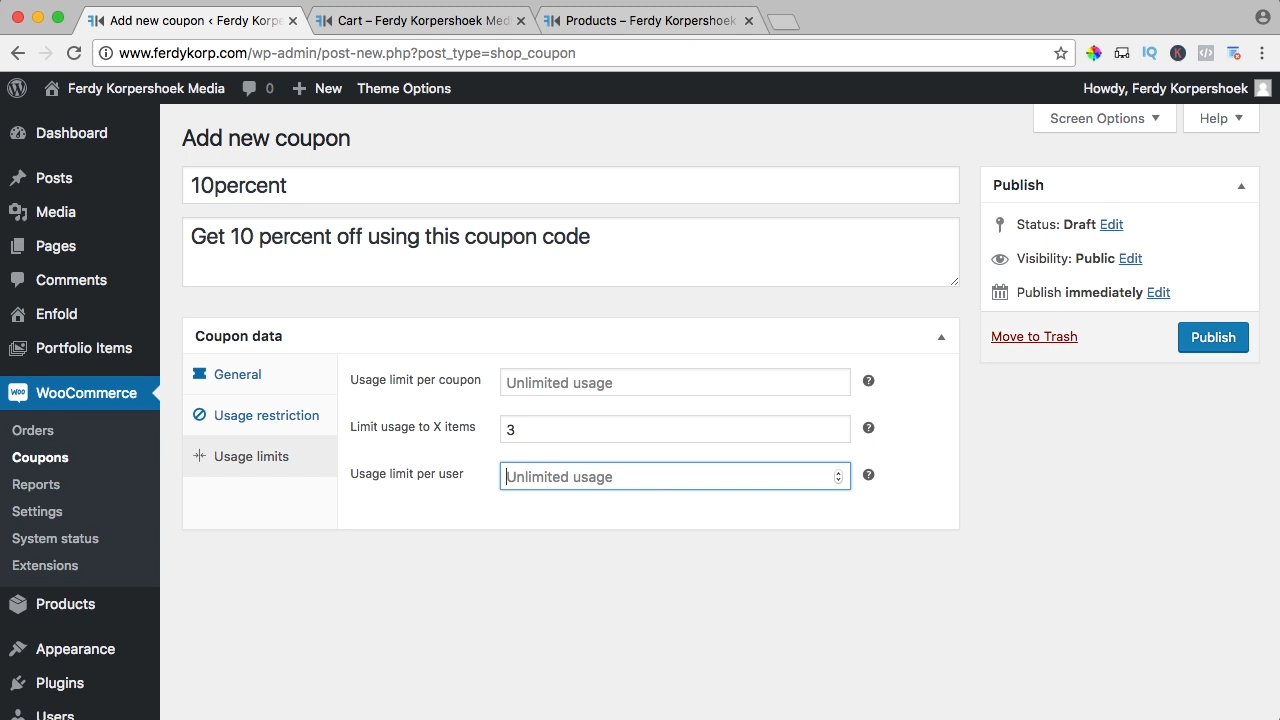 Add new coupon ‹ Ferdy Korpe
Cart – Ferdy Korpershoek Med
Products – Ferdy Korpershoek
www.ferdykorp.com/wp-admin/post-new.php?post_type=shop_coupon
Ferdy Korpershoek Media
0
New
Theme Options
Howdy, Ferdy Korpershoek
Dashboard
Posts
Media
Pages
Comments
Enfold
Portfolio Items
WooCommerce
Orders
Coupons
Reports
Settings
System status
Extensions
Products
Appearance
Plugins
Users
Screen Options
Help
Add new coupon
10percent
Get 10 percent off using this coupon code
Coupon data
General
Usage restriction
Usage limits
Usage limit per coupon
Unlimited usage
Limit usage to X items
3
Usage limit per user
Unlimited usage
Publish
Status: Draft Edit
Visibility: Public Edit
Publish immediately Edit
Move to Trash
Publish